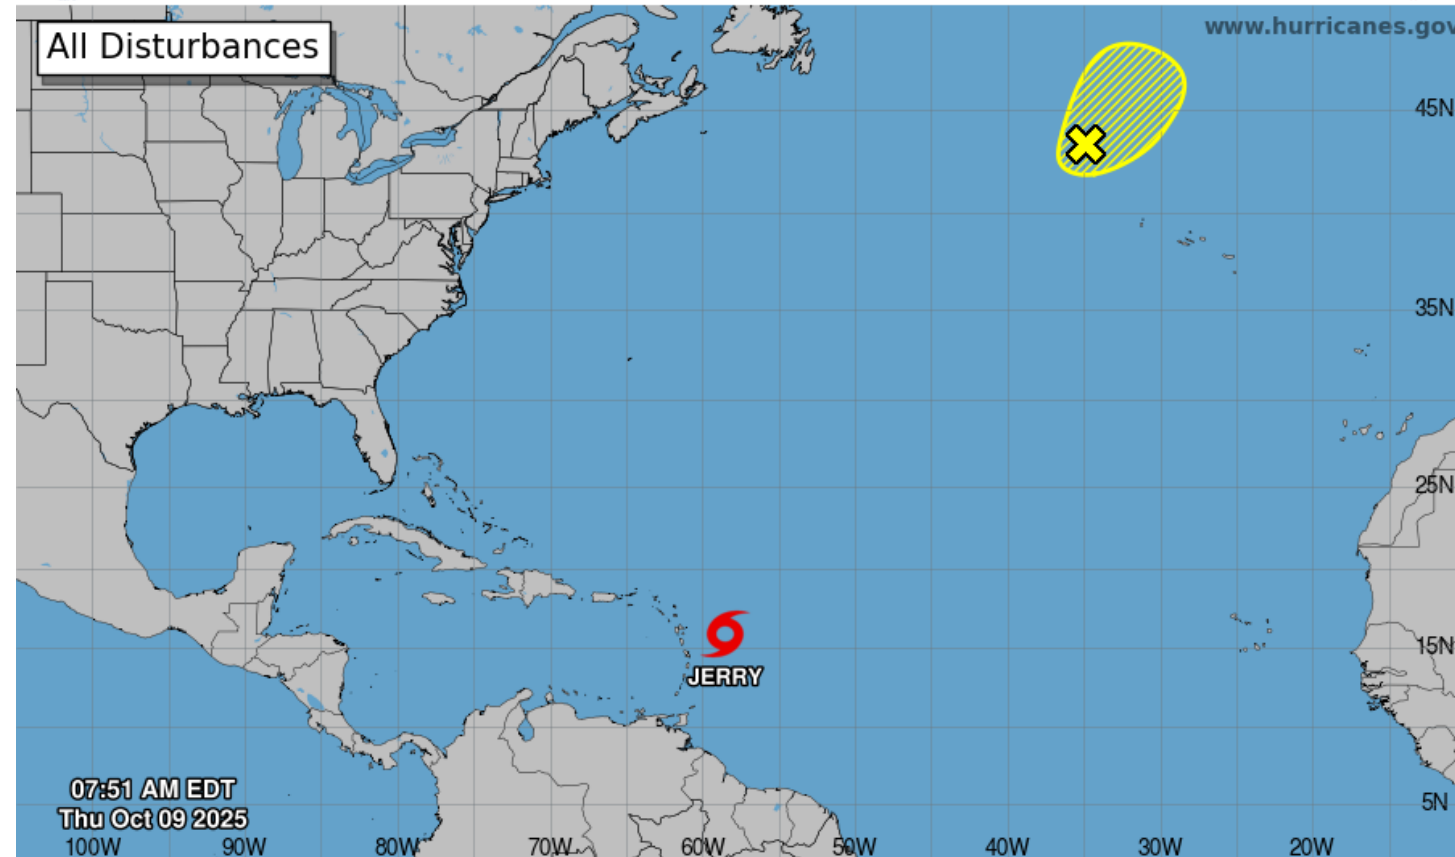 All Disturbances
www.hurricanes.gov
45N
35N
25N
15N
JERRY
5N
07:51 AM EDT
Thu Oct 09 2025
100W 90W 80W 70W 60W 50W 40W 30W 20W